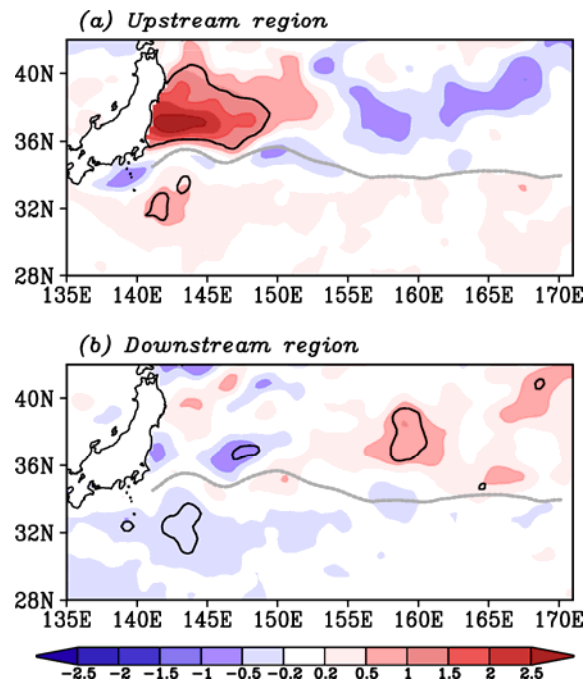 (a) Upstream region
40N
36N
32N
28N
135E 140E 145E 150E 155E 160E 165E 170E
(b) Downstream region
40N
36N
32N
28N
135E 140E 145E 150E 155E 160E 165E 170E
-2.5 -2 -1.5 -1 -0.5 -0.2 0.2 0.5 1 1.5 2 2.5